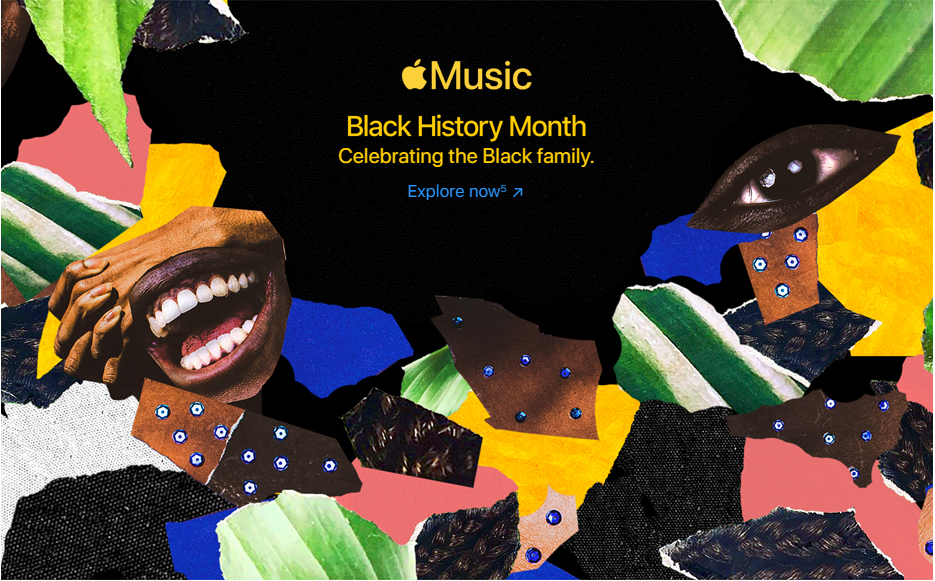 Music
Black History Month
Celebrating the Black family.
Explore now⁵ ↗